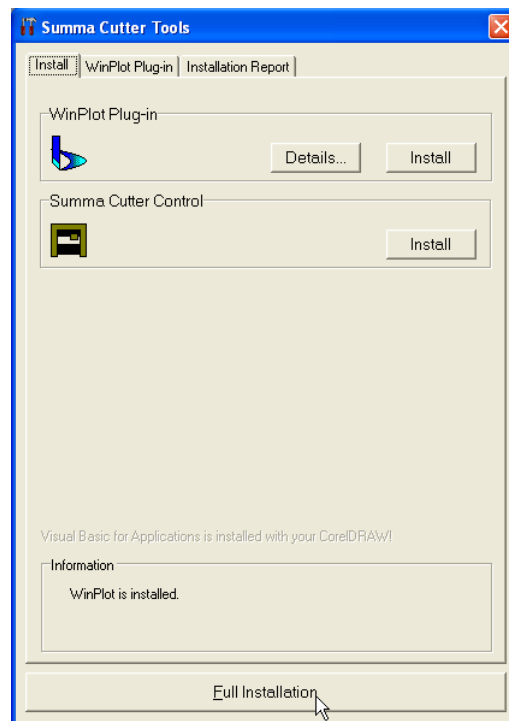 Summa Cutter Tools
Install WinPlot Plug-in Installation Report
WinPlot Plug-in
Details... Install
Summa Cutter Control
Install
Visual Basic for Applications is installed with your CorelDRAW!
Information
WinPlot is installed.
Full Installation